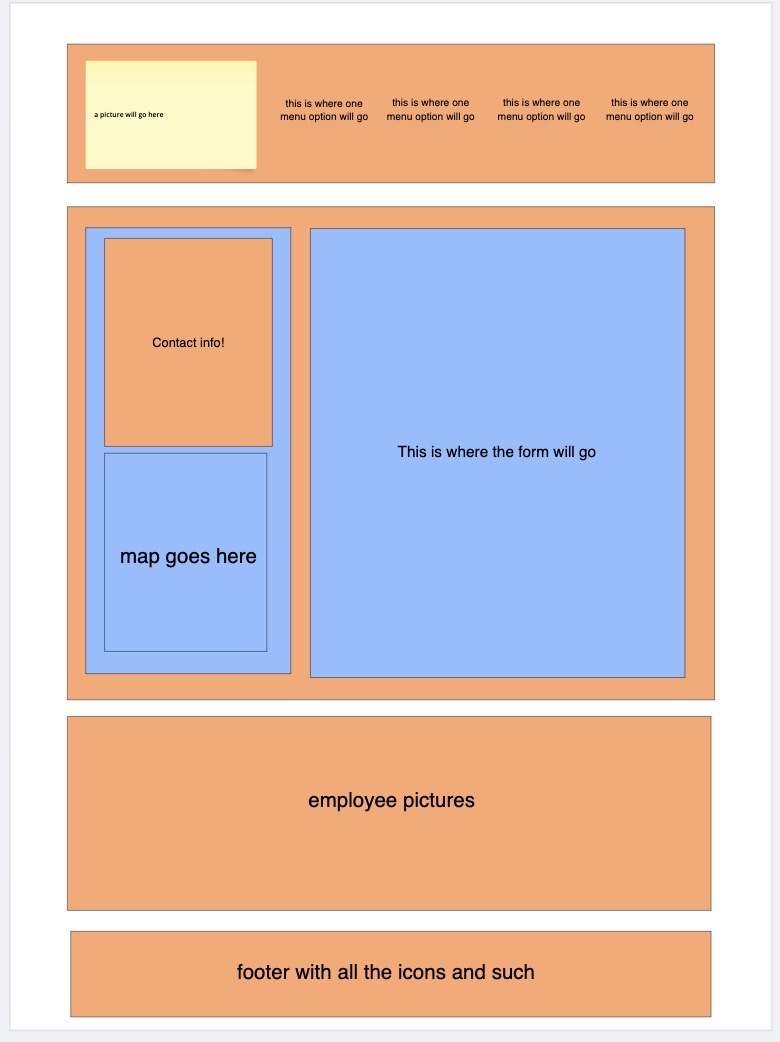 a picture will go here
this is where one
menu option will go
this is where one
menu option will go
this is where one
menu option will go
this is where one
menu option will go
Contact info!
This is where the form will go
map goes here
employee pictures
footer with all the icons and such